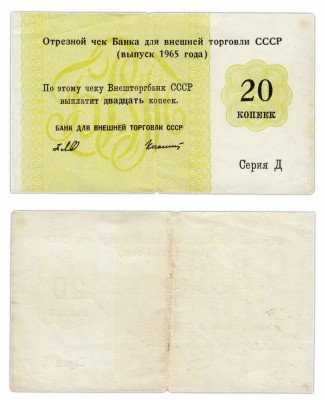 Отрезной чек Банка для внешней торговли СССР
(выпуск 1965 года)
По этому чеку Внешторгбанк СССР
выплатит двадцать копеек.
БАНК ДЛЯ ВНЕШНЕЙ ТОРГОВЛИ СССР
20
КОПЕЕК
Серия Д